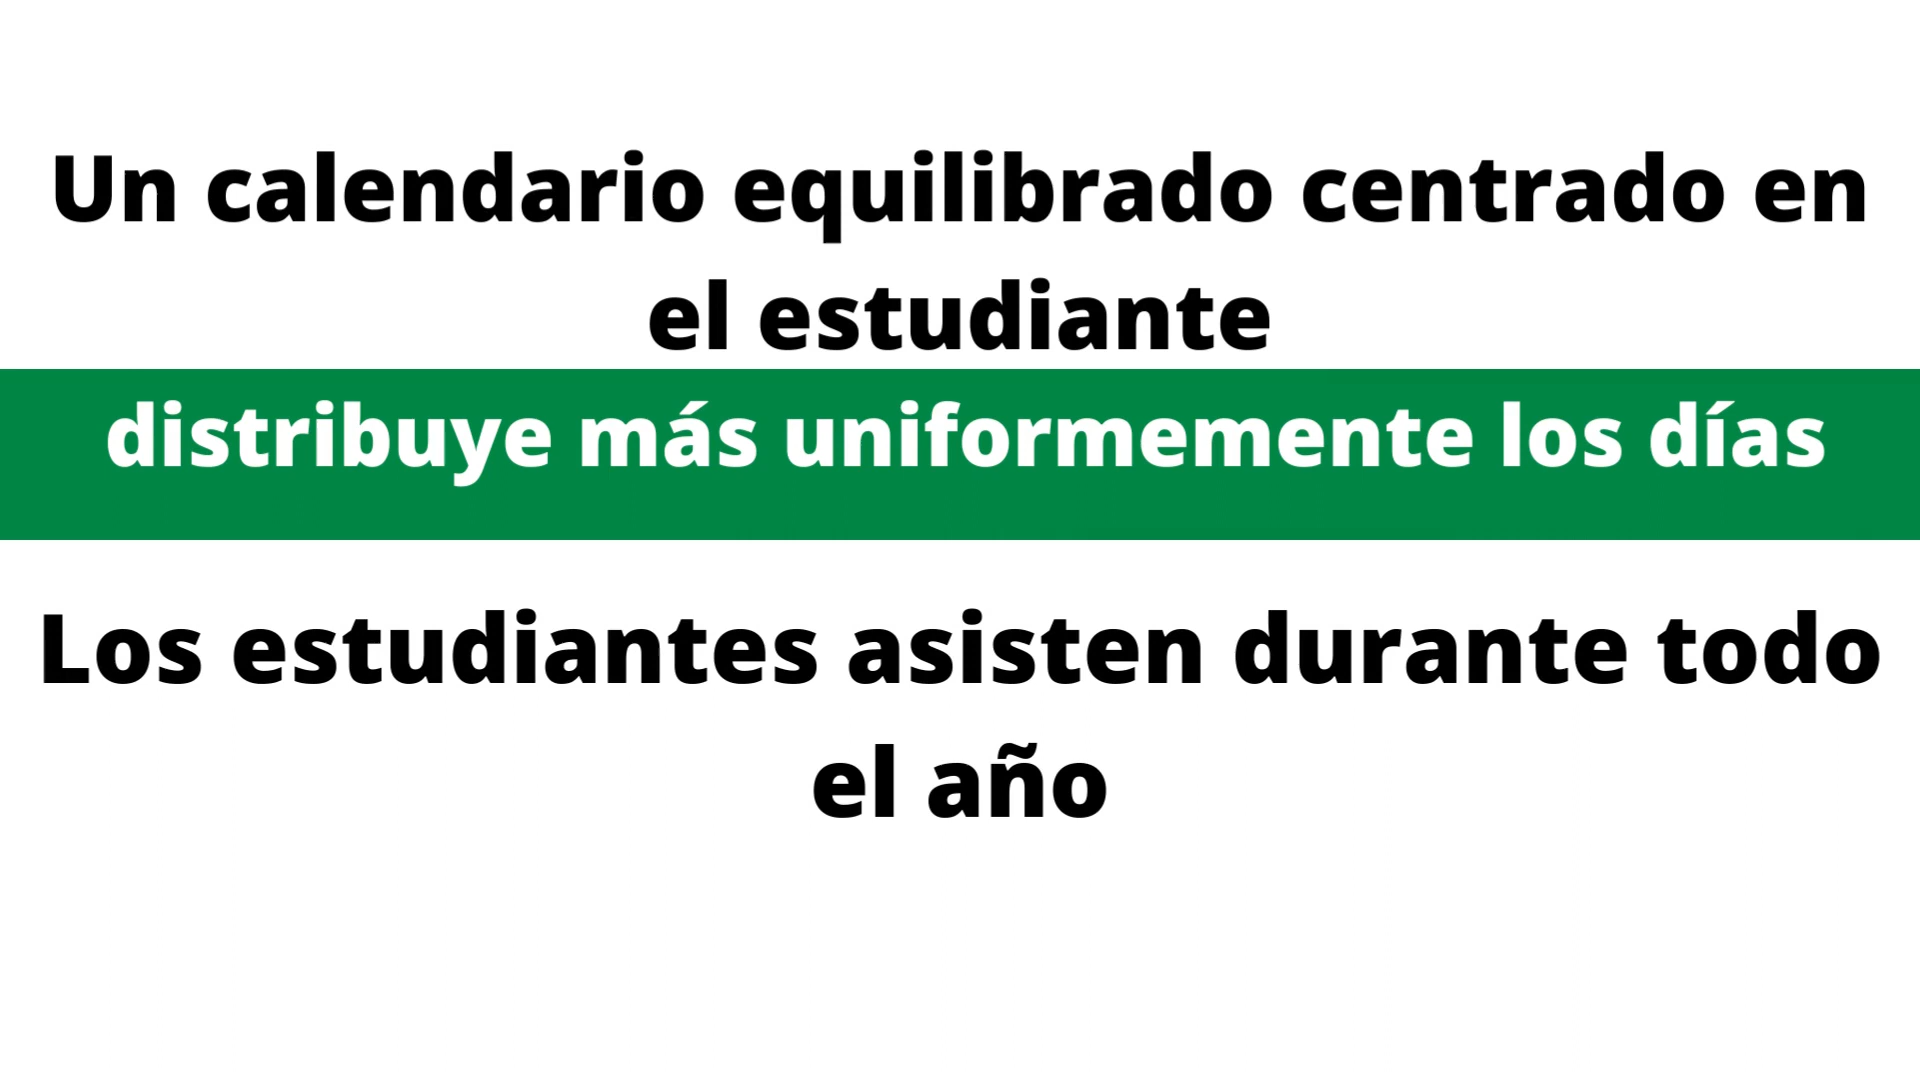 Un calendario equilibrado centrado en
el estudiante
distribuye más uniformemente los días
Los estudiantes asisten durante todo
el año